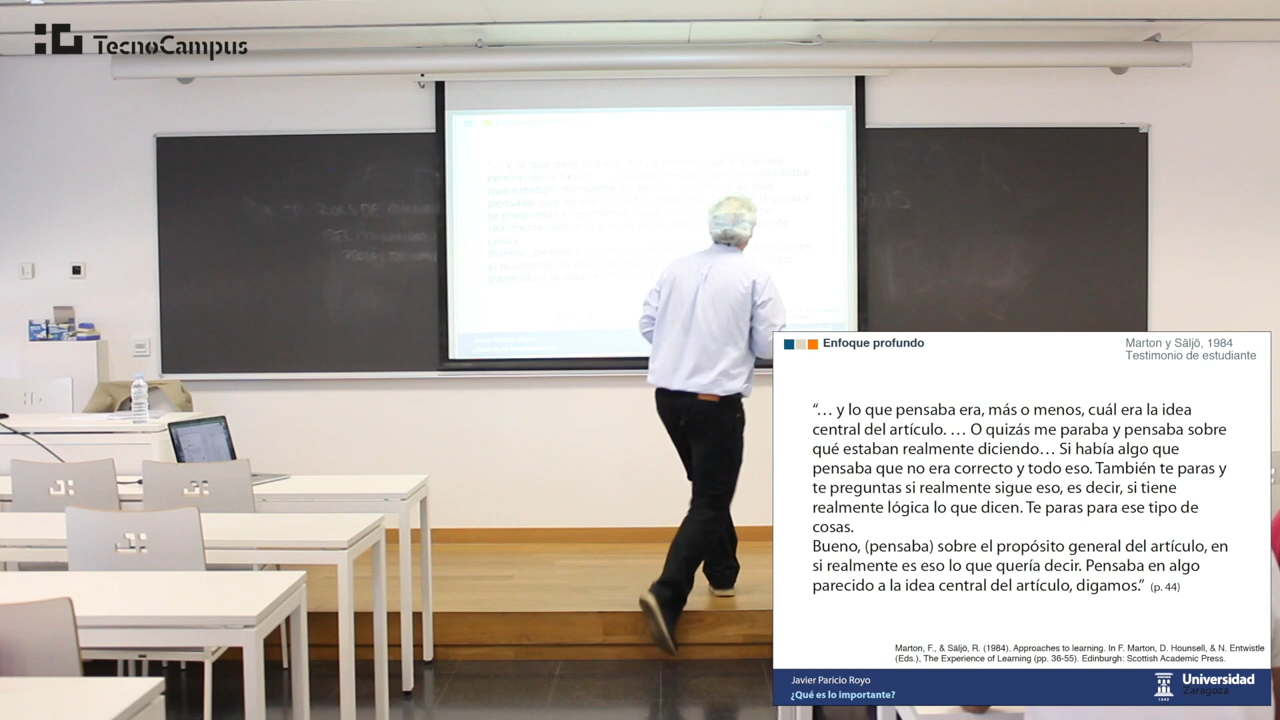 TecnoCampus
Enfoque profundo
Marton y Säljö, 1984
Testimonio de estudiante
“… y lo que pensaba era, más o menos, cuál era la idea
central del artículo. … O quizás me paraba y pensaba sobre
qué estaban realmente diciendo… Si había algo que
pensaba que no era correcto y todo eso. También te paras y
te preguntas si realmente sigue eso, es decir, si tiene
realmente lógica lo que dicen. Te paras para ese tipo de
cosas.
Bueno, (pensaba) sobre el propósito general del artículo, en
si realmente es eso lo que quería decir. Pensaba en algo
parecido a la idea central del artículo, digamos.” (p. 44)
Marton, F., & Säljö, R. (1984). Approaches to learning. In F. Marton, D. Hounsell, & N. Entwistle
(Eds.), The Experience of Learning (pp. 36-55). Edinburgh: Scottish Academic Press.
Javier Paricio Royo
¿Qué es lo importante?
Universidad
Zaragoza
1542